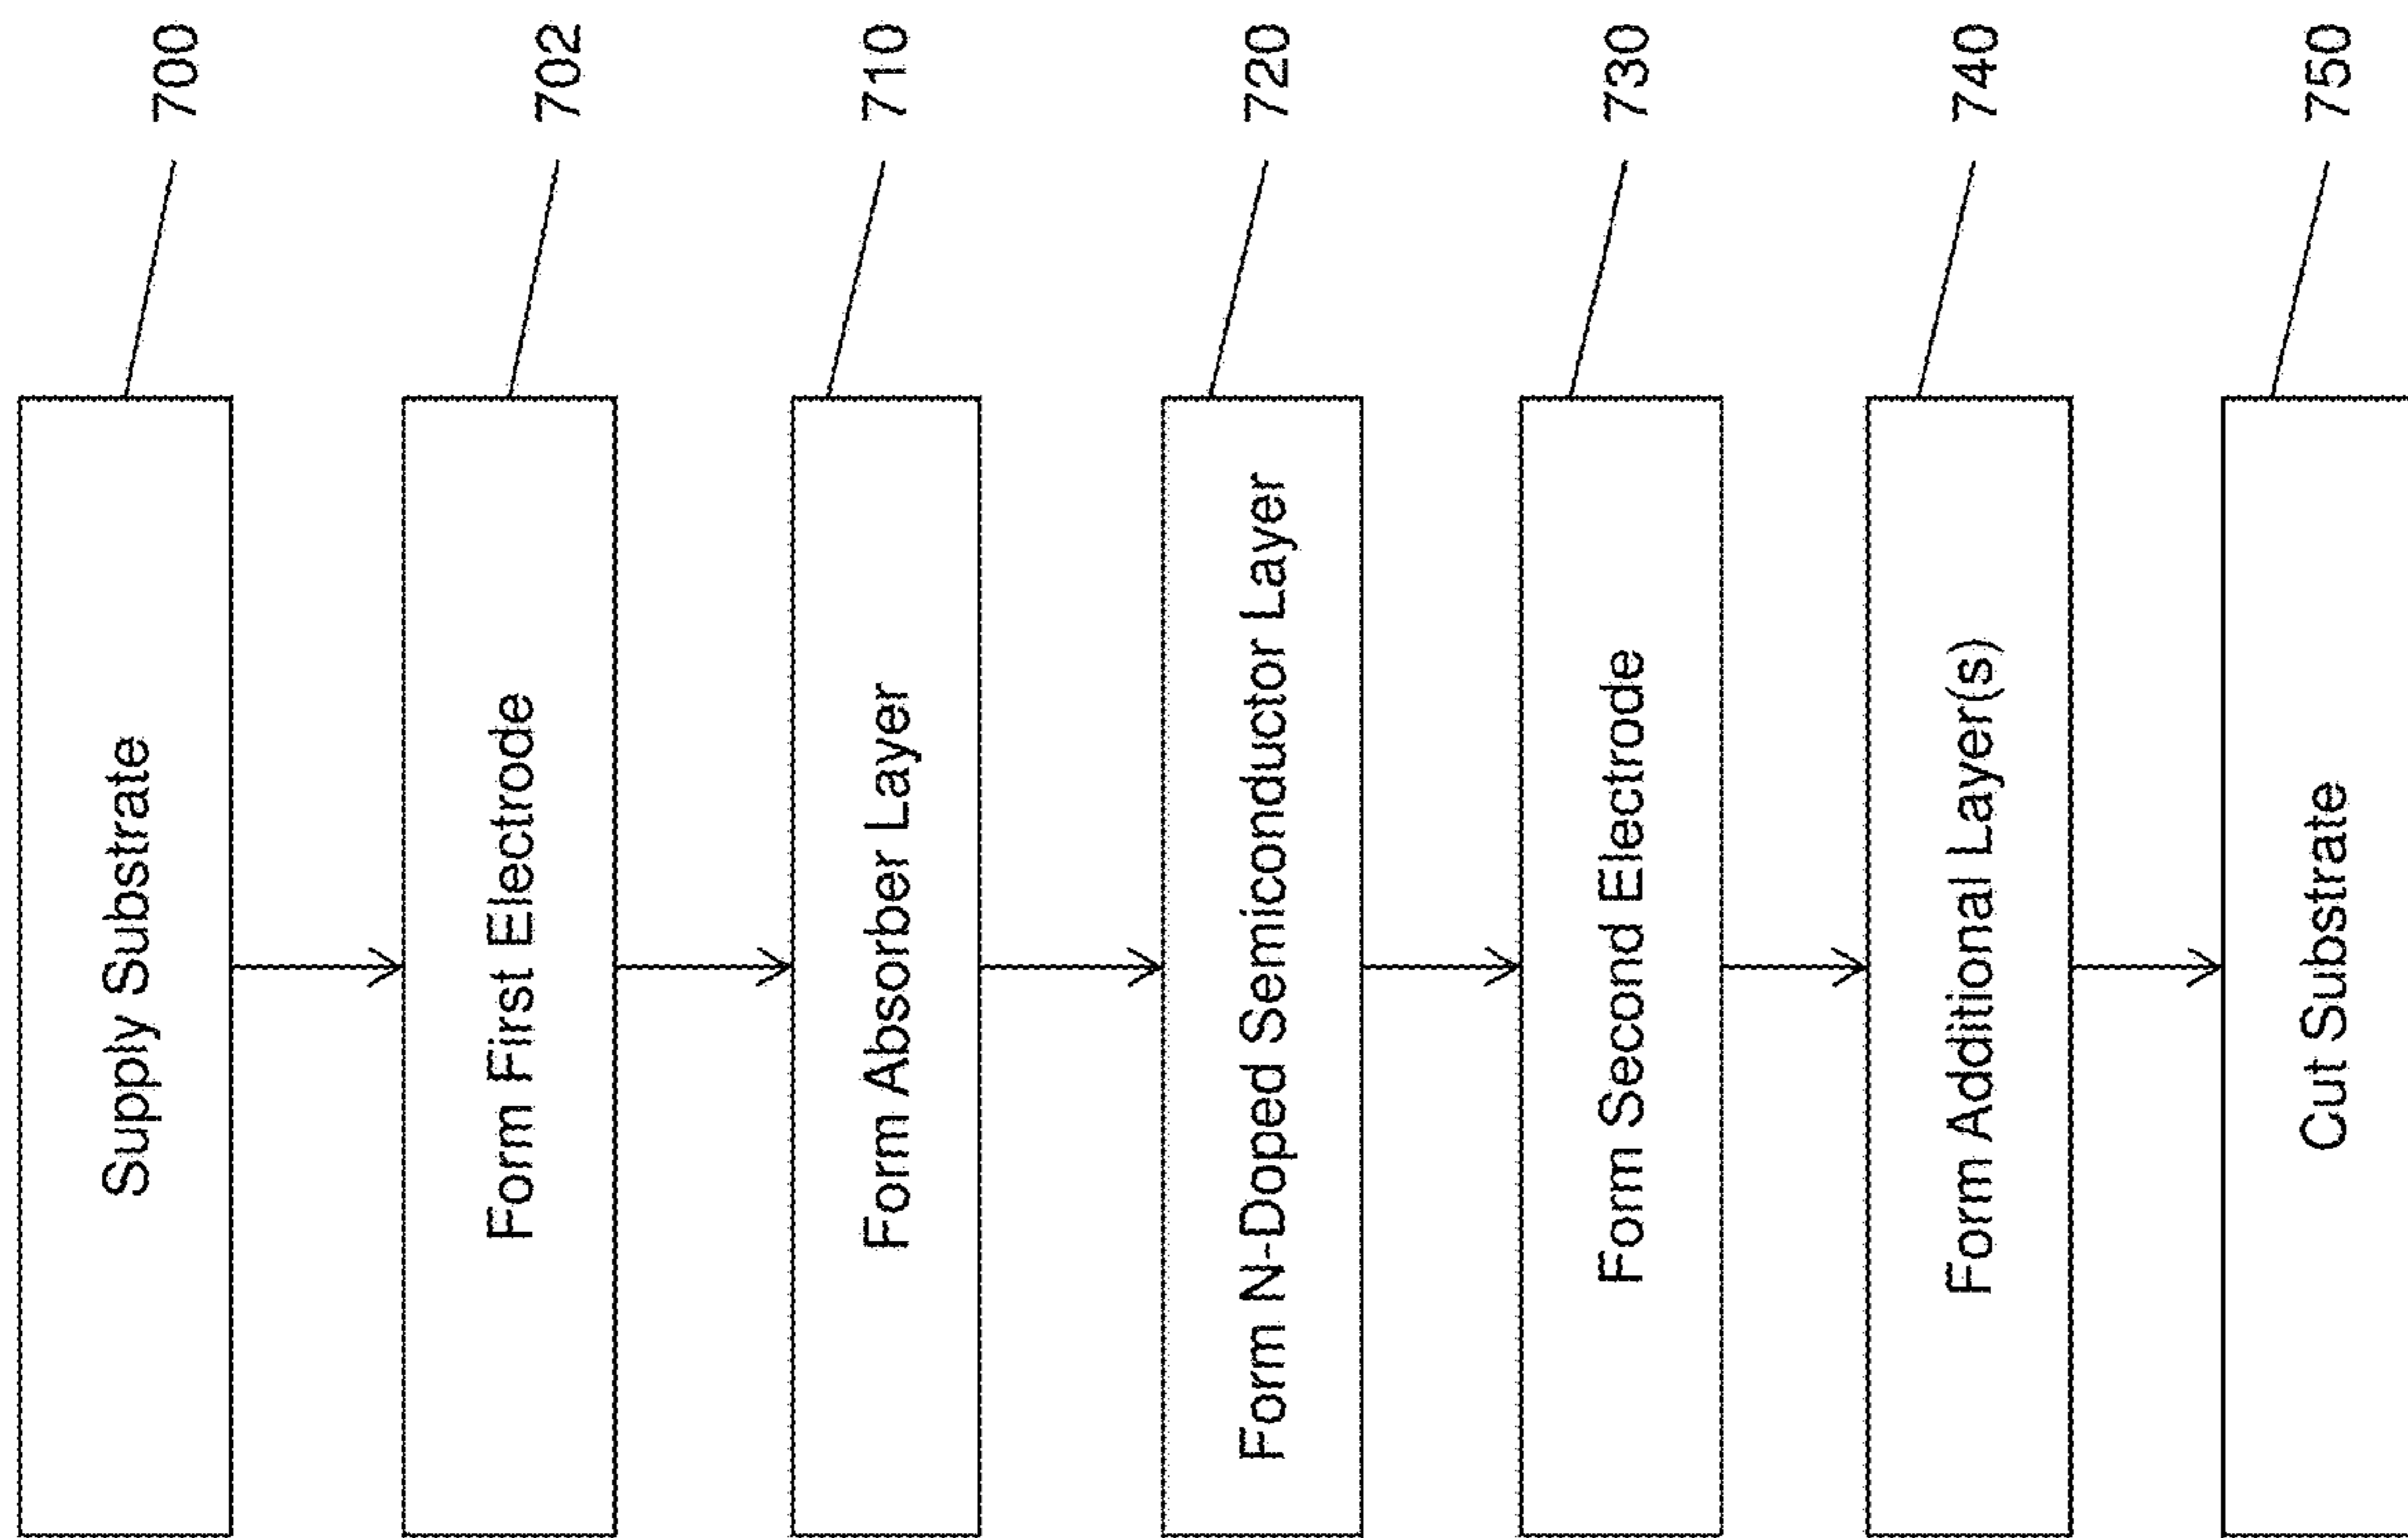 Supply Substrate
700
Form First Electrode
702
Form Absorber Layer
710
Form N-Doped Semiconductor Layer
720
Form Second Electrode
730
Form Additional Layer(s)
740
Cut Substrate
750